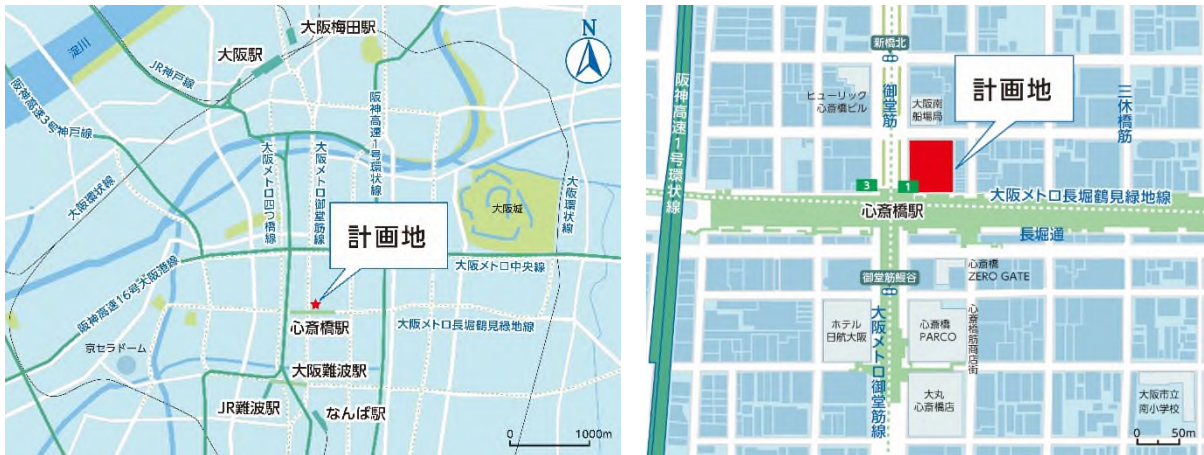 大阪梅田駅
大阪駅
N
淀川
JR神戸線
阪神高速3号神戸線
阪神高速1号環状線
大阪メトロ四つ橋線
大阪メトロ御堂筋線
大阪環状線
大阪城
大阪環状線
計画地
大阪メトロ中央線
阪神高速16号大阪港線
心斎橋駅
大阪メトロ長堀鶴見緑地線
京セラドーム
大阪難波駅
JR難波駅
なんば駅
0 1000m
新橋北
ヒューリック
心斎橋ビル
御堂筋
大阪南
船場局
計画地
三休橋筋
阪神高速1号環状線
3
1
大阪メトロ長堀鶴見緑地線
心斎橋駅
長堀通
心斎橋
ZERO GATE
御堂筋鰻谷
ホテル
日航大阪
大阪メトロ御堂筋線
心斎橋
PARCO
心斎橋筋商店街
大丸
心斎橋店
大阪市立
南小学校
0 50m